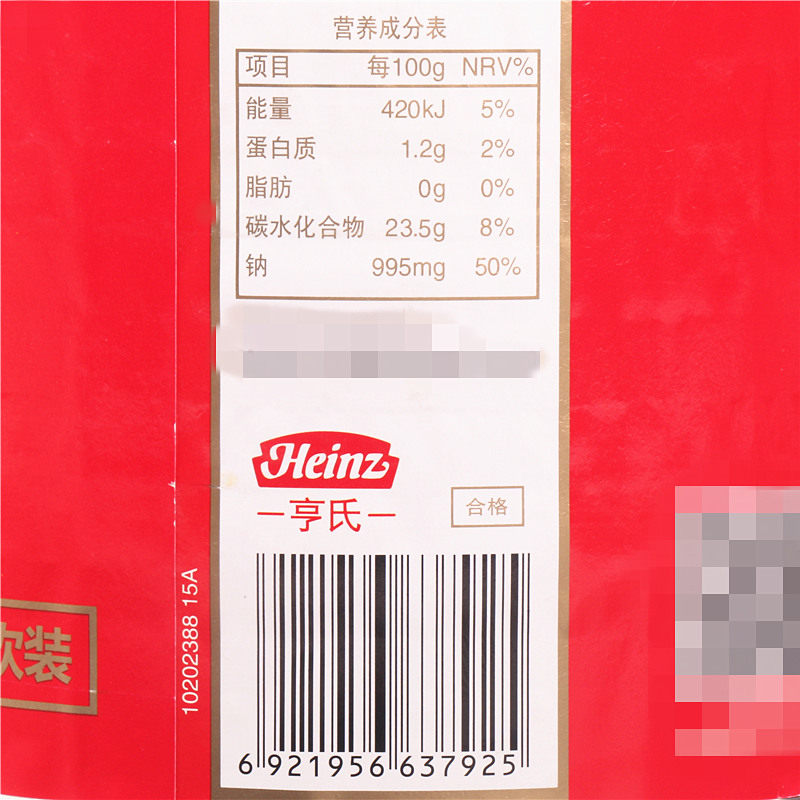 营养成分表
项目 每100g NRV%
能量 420kJ 5%
蛋白质 1.2g 2%
脂肪 0g 0%
碳水化合物 23.5g 8%
钠 995mg 50%
Heinz
亨氏
合格
10202388 15A
软装
6 921956 637925